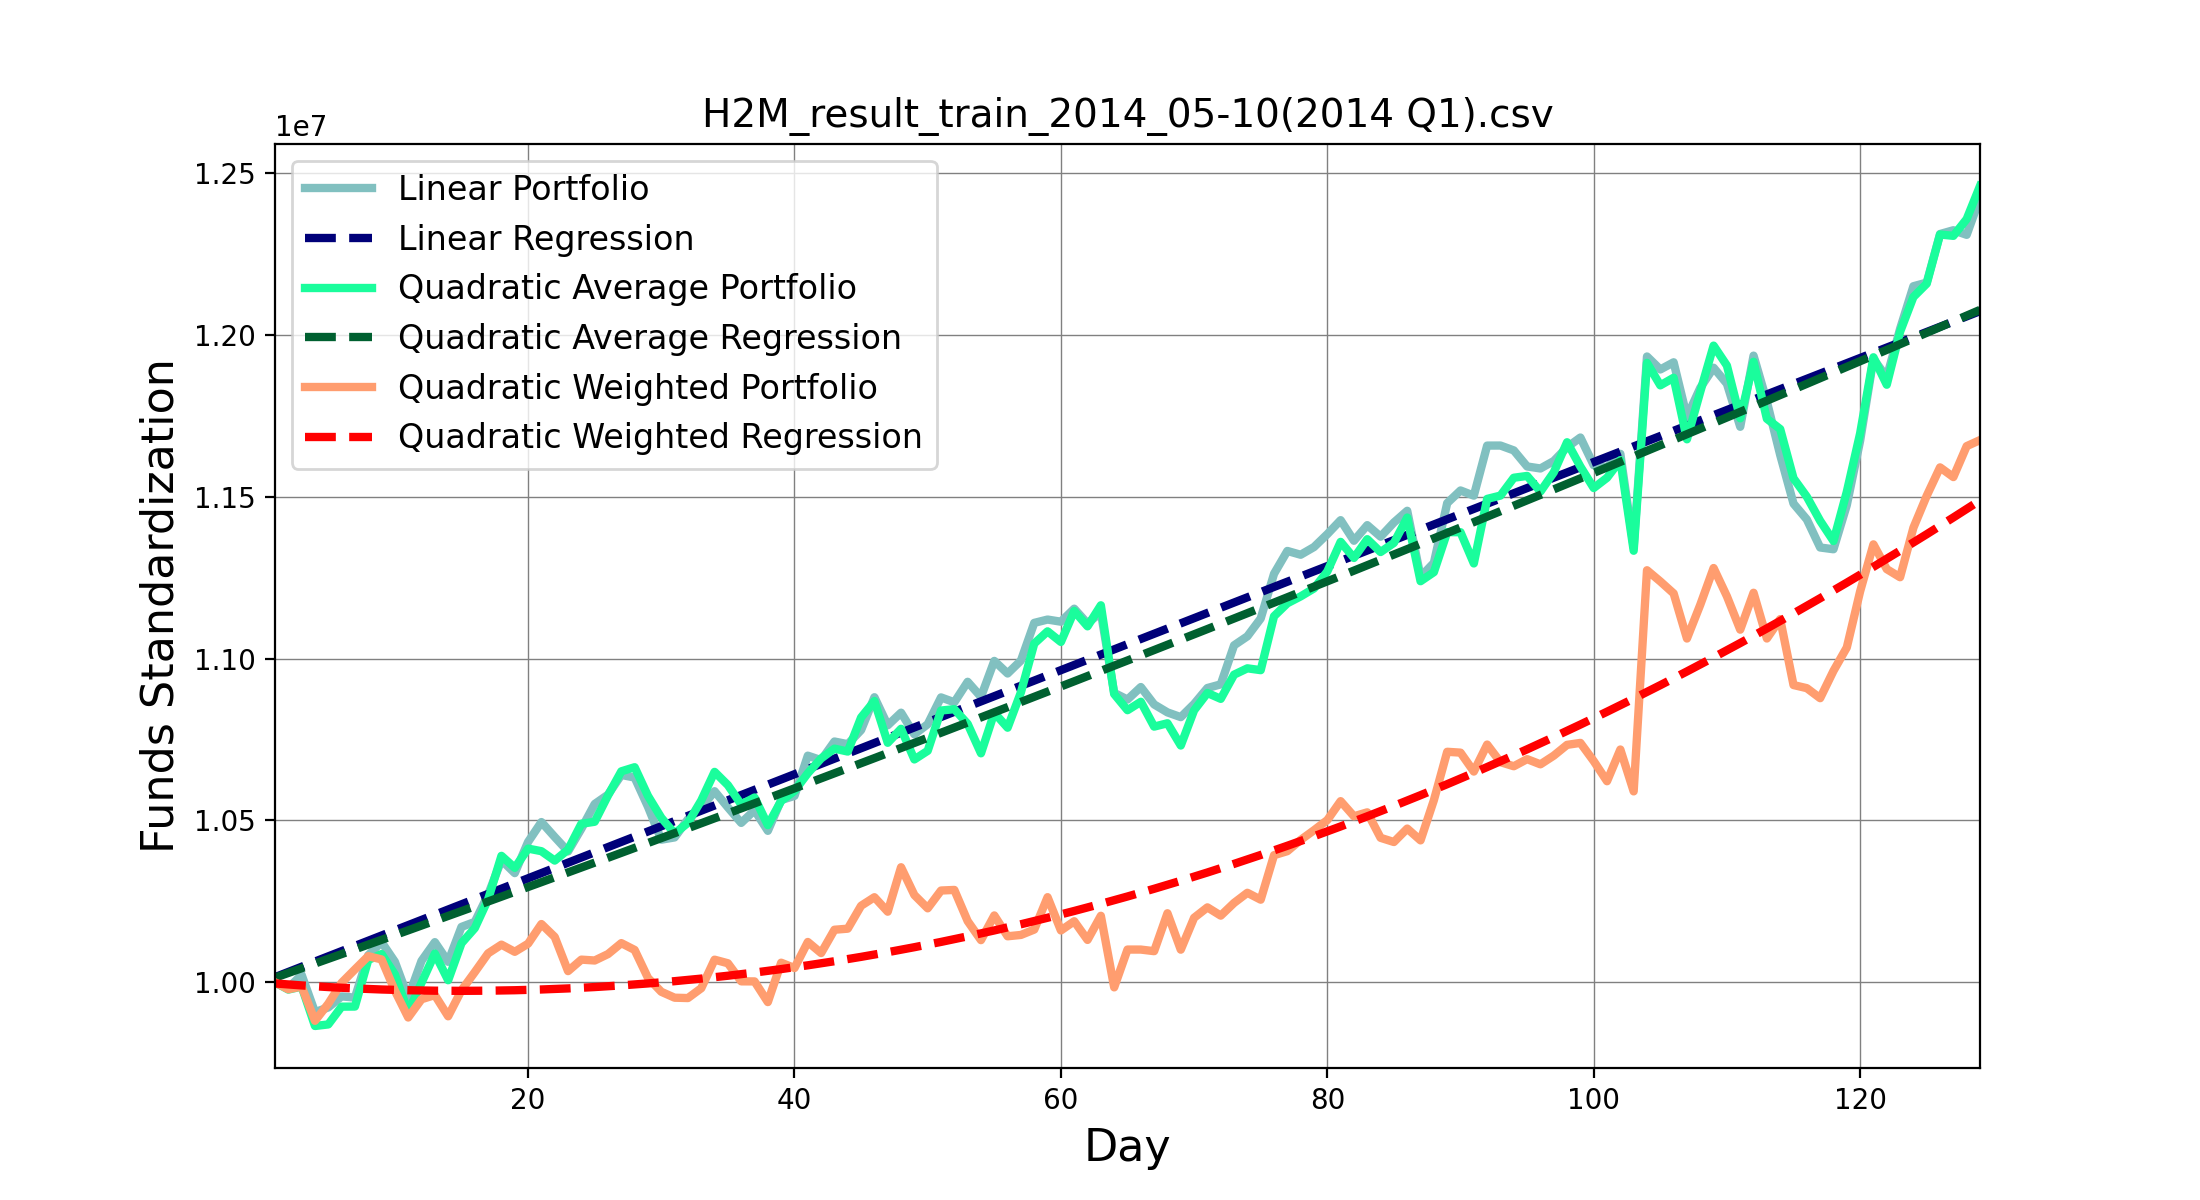 H2M_result_train_2014_05-10(2014 Q1).csv
1e7
1.25
1.20
1.15
1.10
1.05
1.00
Funds Standardization
Linear Portfolio
Linear Regression
Quadratic Average Portfolio
Quadratic Average Regression
Quadratic Weighted Portfolio
Quadratic Weighted Regression
20 40 60 80 100 120
Day